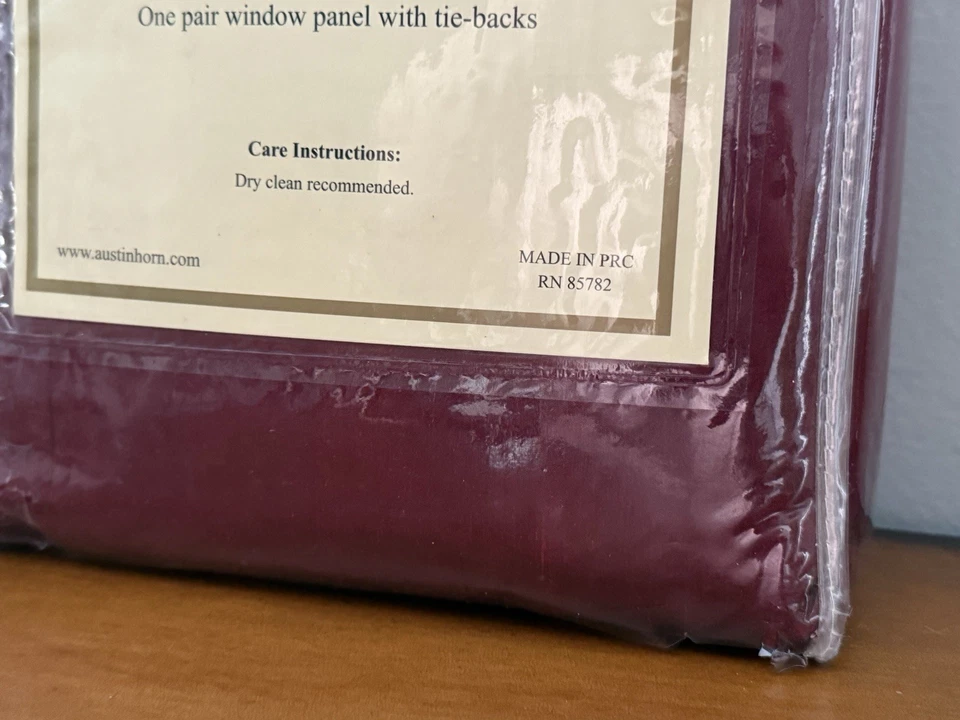 One pair window panel with tie-backs
Care Instructions:
Dry clean recommended.
www.austinhorn.com
MADE IN PRC
RN 85782